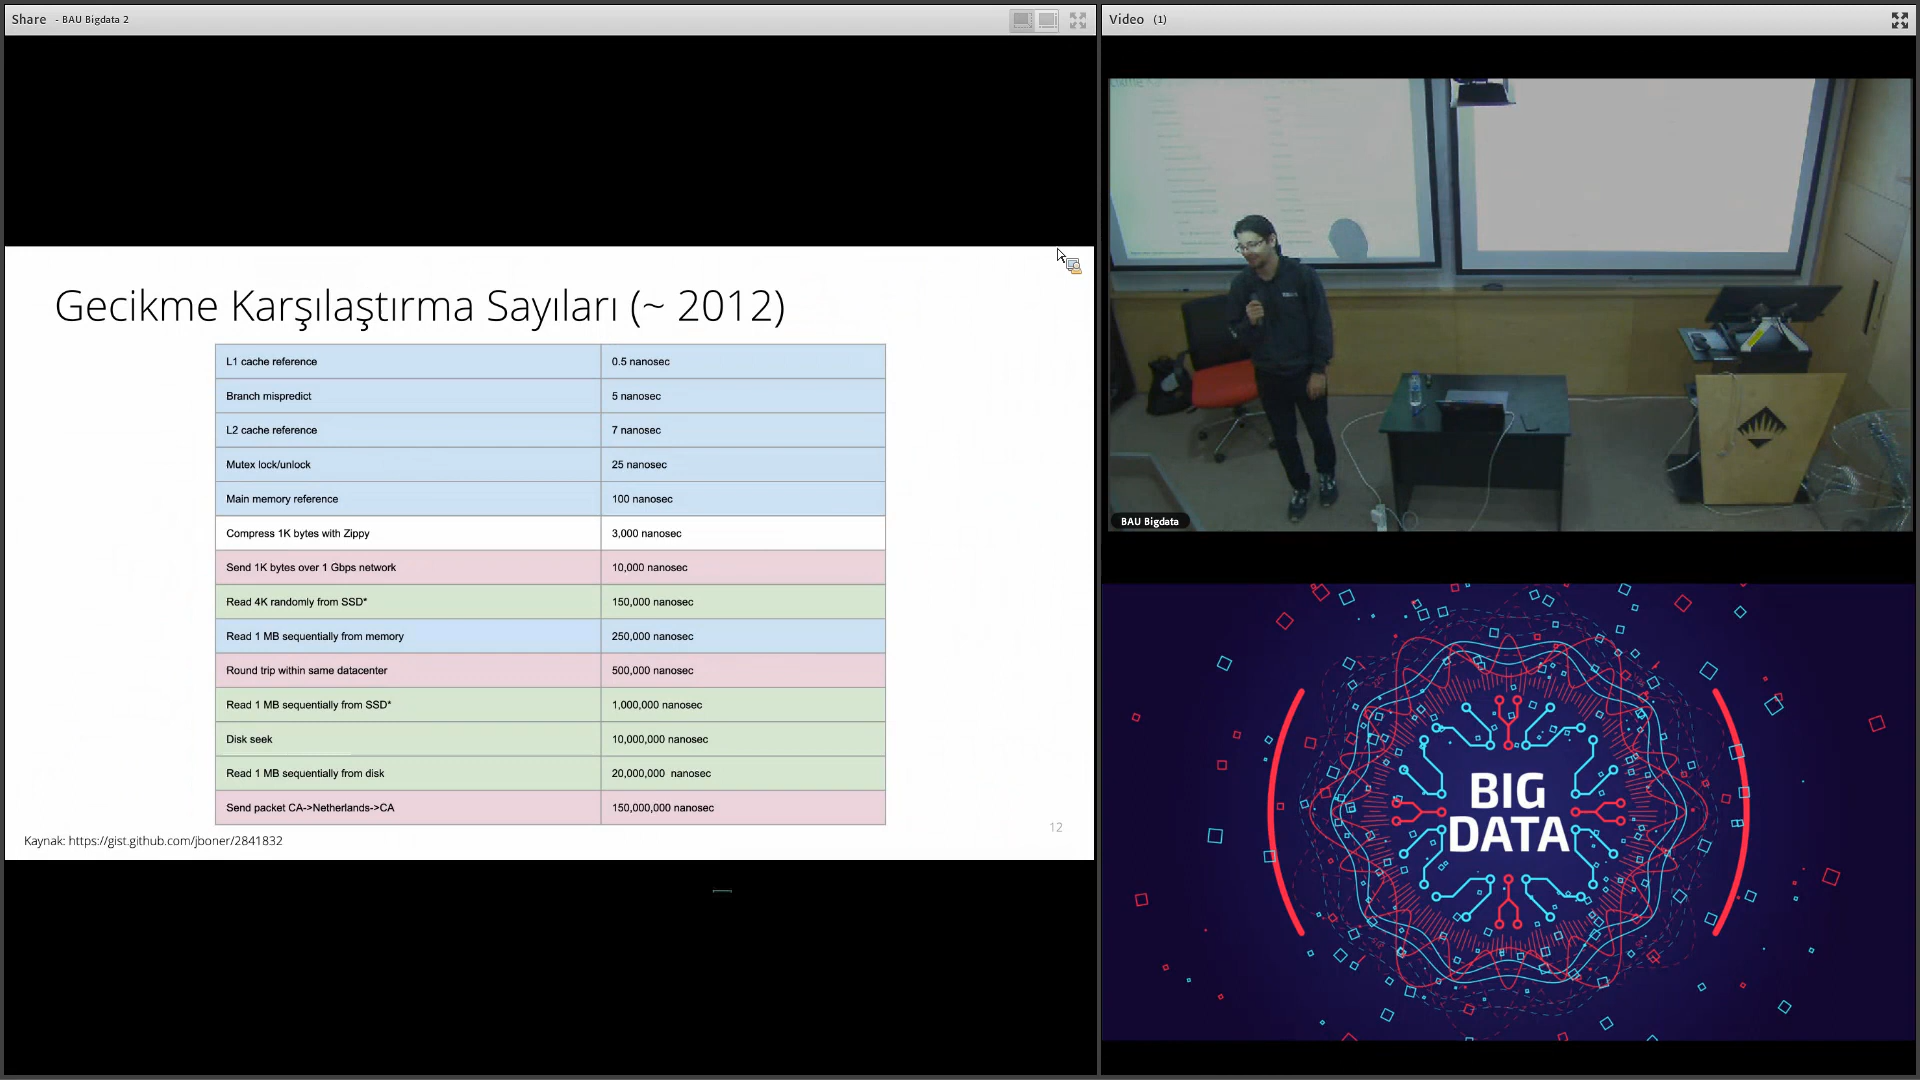 Share - BAU Bigdata 2
Video (1)
Gecikme Karşılaştırma Sayıları (~ 2012)
L1 cache reference 0.5 nanosec
Branch mispredict 5 nanosec
L2 cache reference 7 nanosec
Mutex lock/unlock 25 nanosec
Main memory reference 100 nanosec
Compress 1K bytes with Zippy 3,000 nanosec
Send 1K bytes over 1 Gbps network 10,000 nanosec
Read 4K randomly from SSD* 150,000 nanosec
Read 1 MB sequentially from memory 250,000 nanosec
Round trip within same datacenter 500,000 nanosec
Read 1 MB sequentially from SSD* 1,000,000 nanosec
Disk seek 10,000,000 nanosec
Read 1 MB sequentially from disk 20,000,000 nanosec
Send packet CA->Netherlands->CA 150,000,000 nanosec
12
Kaynak: https://gist.github.com/jboner/2841832
BAU Bigdata
BIG
DATA